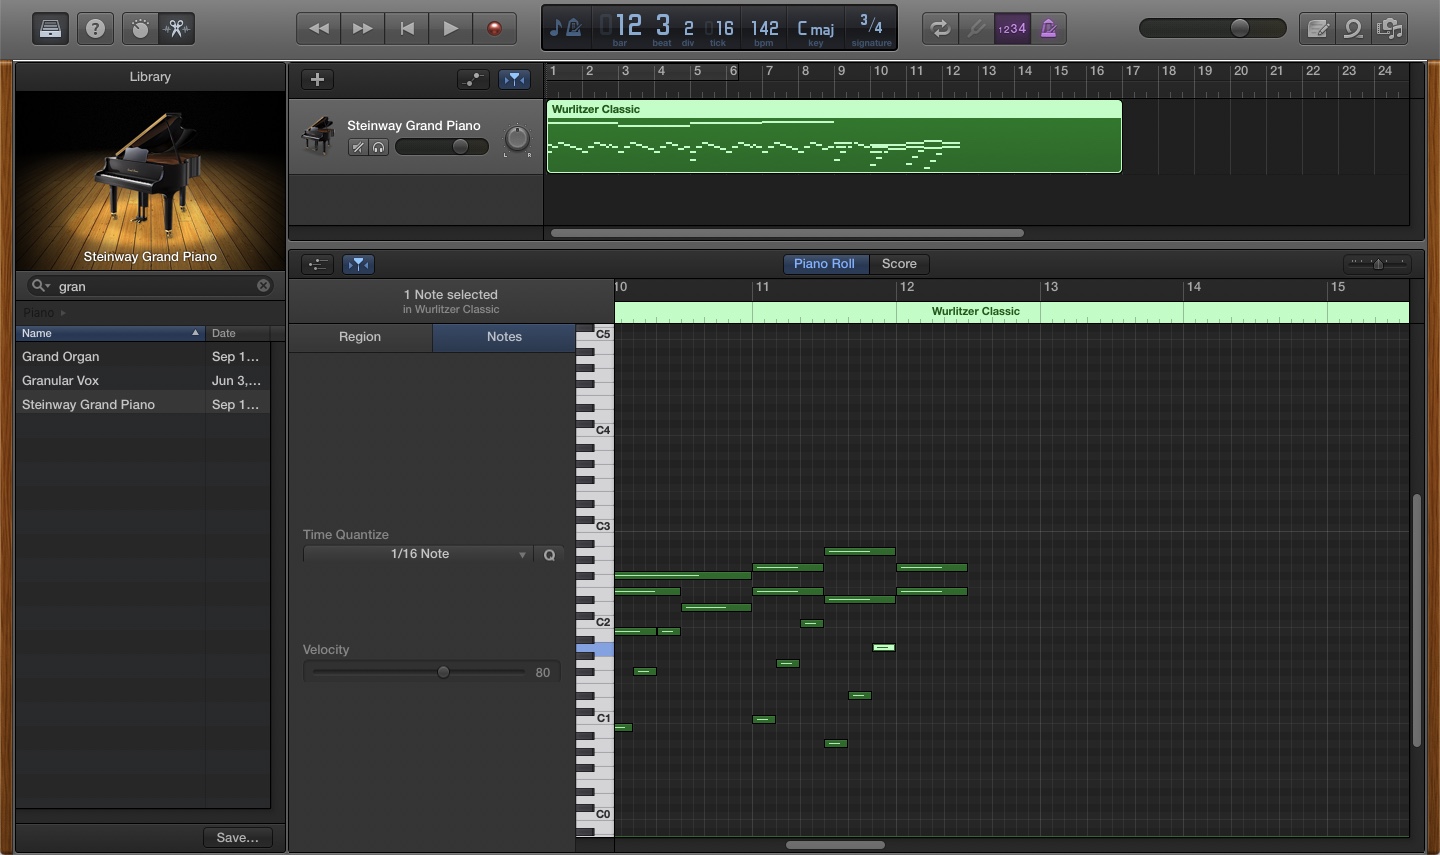 1234
012 3 2 016 142 C maj 3/4
bar beat div tick bpm key signature
Library
Steinway Grand Piano
gran
Piano
Name Date
Grand Organ Sep 1...
Granular Vox Jun 3,...
Steinway Grand Piano Sep 1...
Save...
1 2 3 4 5 6 7 8 9 10 11 12 13 14 15 16 17 18 19 20 21 22 23 24
Steinway Grand Piano
L R
Wurlitzer Classic
Piano Roll Score
1 Note selected
in Wurlitzer Classic
10 11 12 13 14 15
Wurlitzer Classic
Region Notes
Time Quantize
1/16 Note Q
Velocity
80
C5
C4
C3
C2
C1
C0